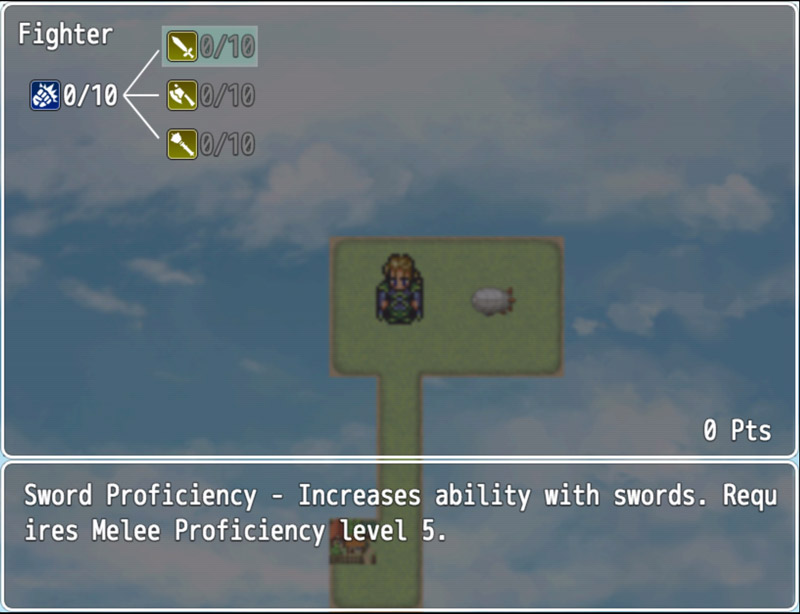 Fighter
0/10
0/10
0/10
0/10
0 Pts
Sword Proficiency - Increases ability with swords. Requ
ires Melee Proficiency level 5.